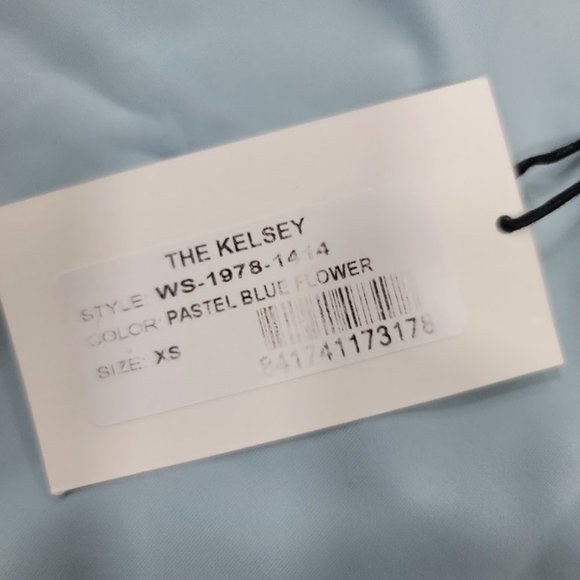 THE KELSEY
STYLE: WS-1978-1414
COLOR: PASTEL BLUE FLOWER
SIZE: XS
841741173178